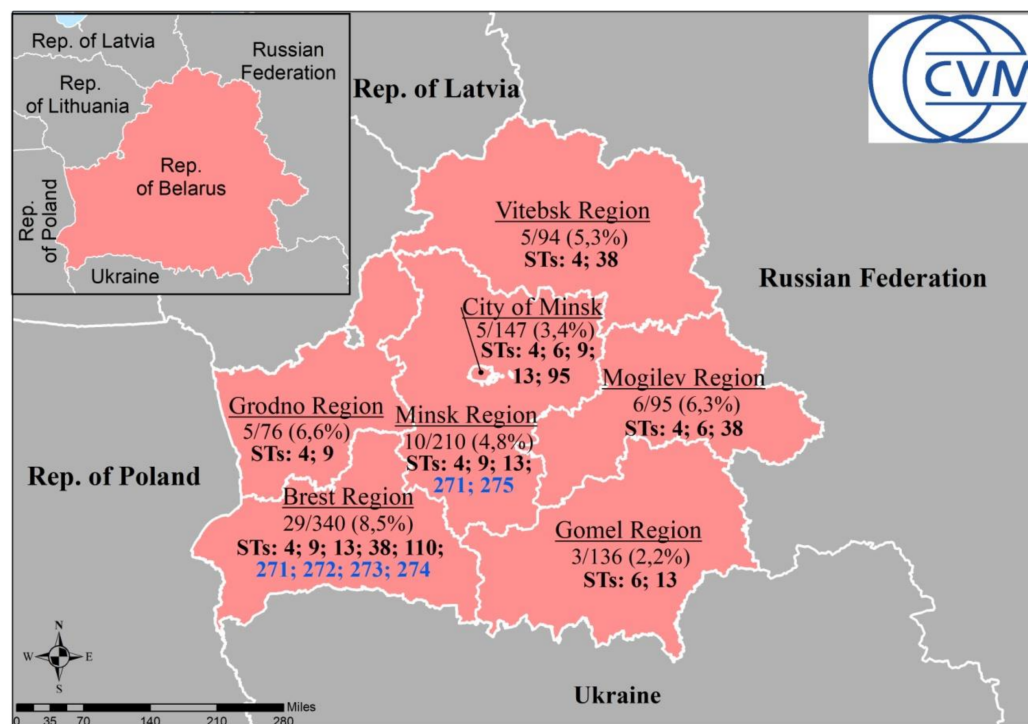 Rep. of Latvia
Russian
Federation
Rep.
of Lithuania
Rep.
of Belarus
Rep.
of Poland
Ukraine
CVM
Rep. of Latvia
Vitebsk Region
5/94 (5,3%)
STs: 4; 38
Russian Federation
City of Minsk
5/147 (3,4%)
STs: 4; 6; 9;
13; 95
Mogilev Region
6/95 (6,3%)
STs: 4; 6; 38
Grodno Region
5/76 (6,6%)
STs: 4; 9
Minsk Region
10/210 (4,8%)
STs: 4; 9; 13;
271; 275
Rep. of Poland
Brest Region
29/340 (8,5%)
STs: 4; 9; 13; 38; 110;
271; 272; 273; 274
Gomel Region
3/136 (2,2%)
STs: 6; 13
Ukraine
N
W E
S
Miles
0 35 70 140 210 280